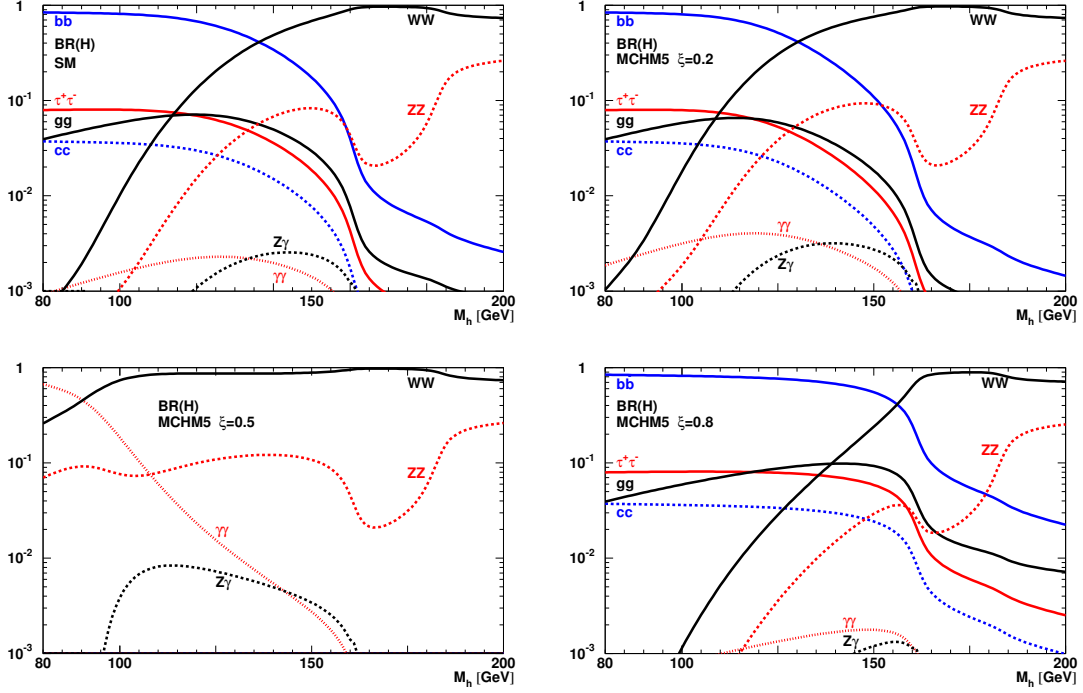 1
bb
BR(H)
SM
WW
10⁻¹
τ⁺τ⁻
gg
cc
ZZ
10⁻²
Zγ
γγ
10⁻³
80 100 150 200
M_h [GeV]
1
bb
BR(H)
MCHM5 ξ=0.2
WW
10⁻¹
τ⁺τ⁻
gg
cc
ZZ
10⁻²
γγ
Zγ
10⁻³
80 100 150 200
M_h [GeV]
1
WW
BR(H)
MCHM5 ξ=0.5
10⁻¹
ZZ
γγ
10⁻²
Zγ
10⁻³
80 100 150 200
M_h [GeV]
1
bb
BR(H)
MCHM5 ξ=0.8
WW
10⁻¹
τ⁺τ⁻
gg
cc
ZZ
10⁻²
γγ
Zγ
10⁻³
80 100 150 200
M_h [GeV]